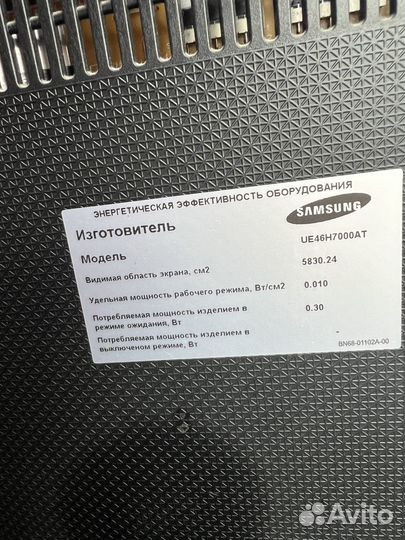 ЭНЕРГЕТИЧЕСКАЯ ЭФФЕКТИВНОСТЬ ОБОРУДОВАНИЯ
Изготовитель SAMSUNG
Модель UE46H7000AT
Видимая область экрана, см2 5830.24
Удельная мощность рабочего режима, Вт/см2 0.010
Потребляемая мощность изделием в
режиме ожидания, Вт 0.30
Потребляемая мощность изделием в
выключеном режиме, Вт -
BN68-01102A-00
Avito